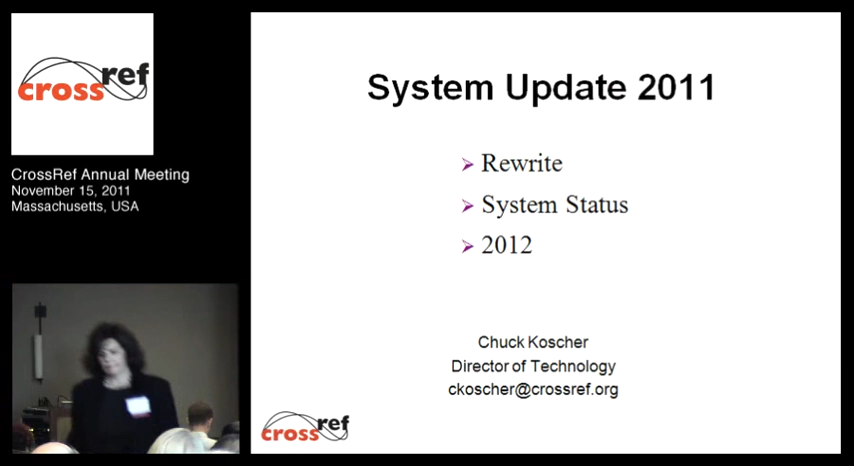 crossref
CrossRef Annual Meeting
November 15, 2011
Massachusetts, USA
System Update 2011
Rewrite
System Status
2012
Chuck Koscher
Director of Technology
ckoscher@crossref.org
crossref